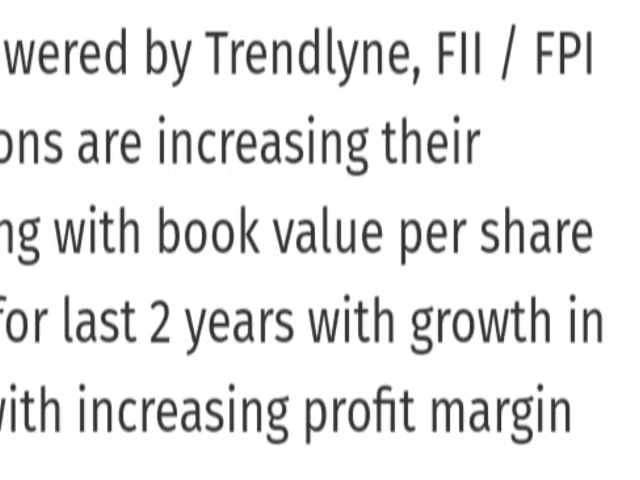 wered by Trendlyne, FII / FPI
ons are increasing their
ng with book value per share
for last 2 years with growth in
with increasing profit margin